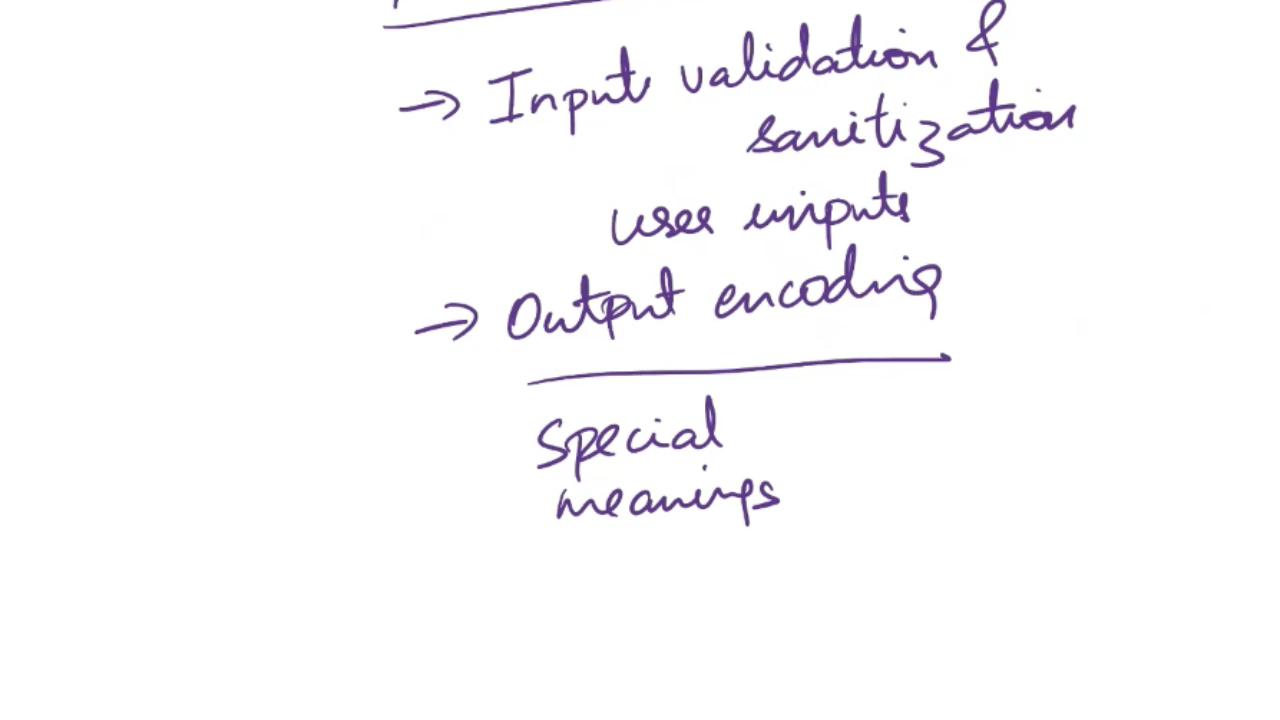 → Input validation &
sanitization
user inputs
→ Output encoding
Special
meanings